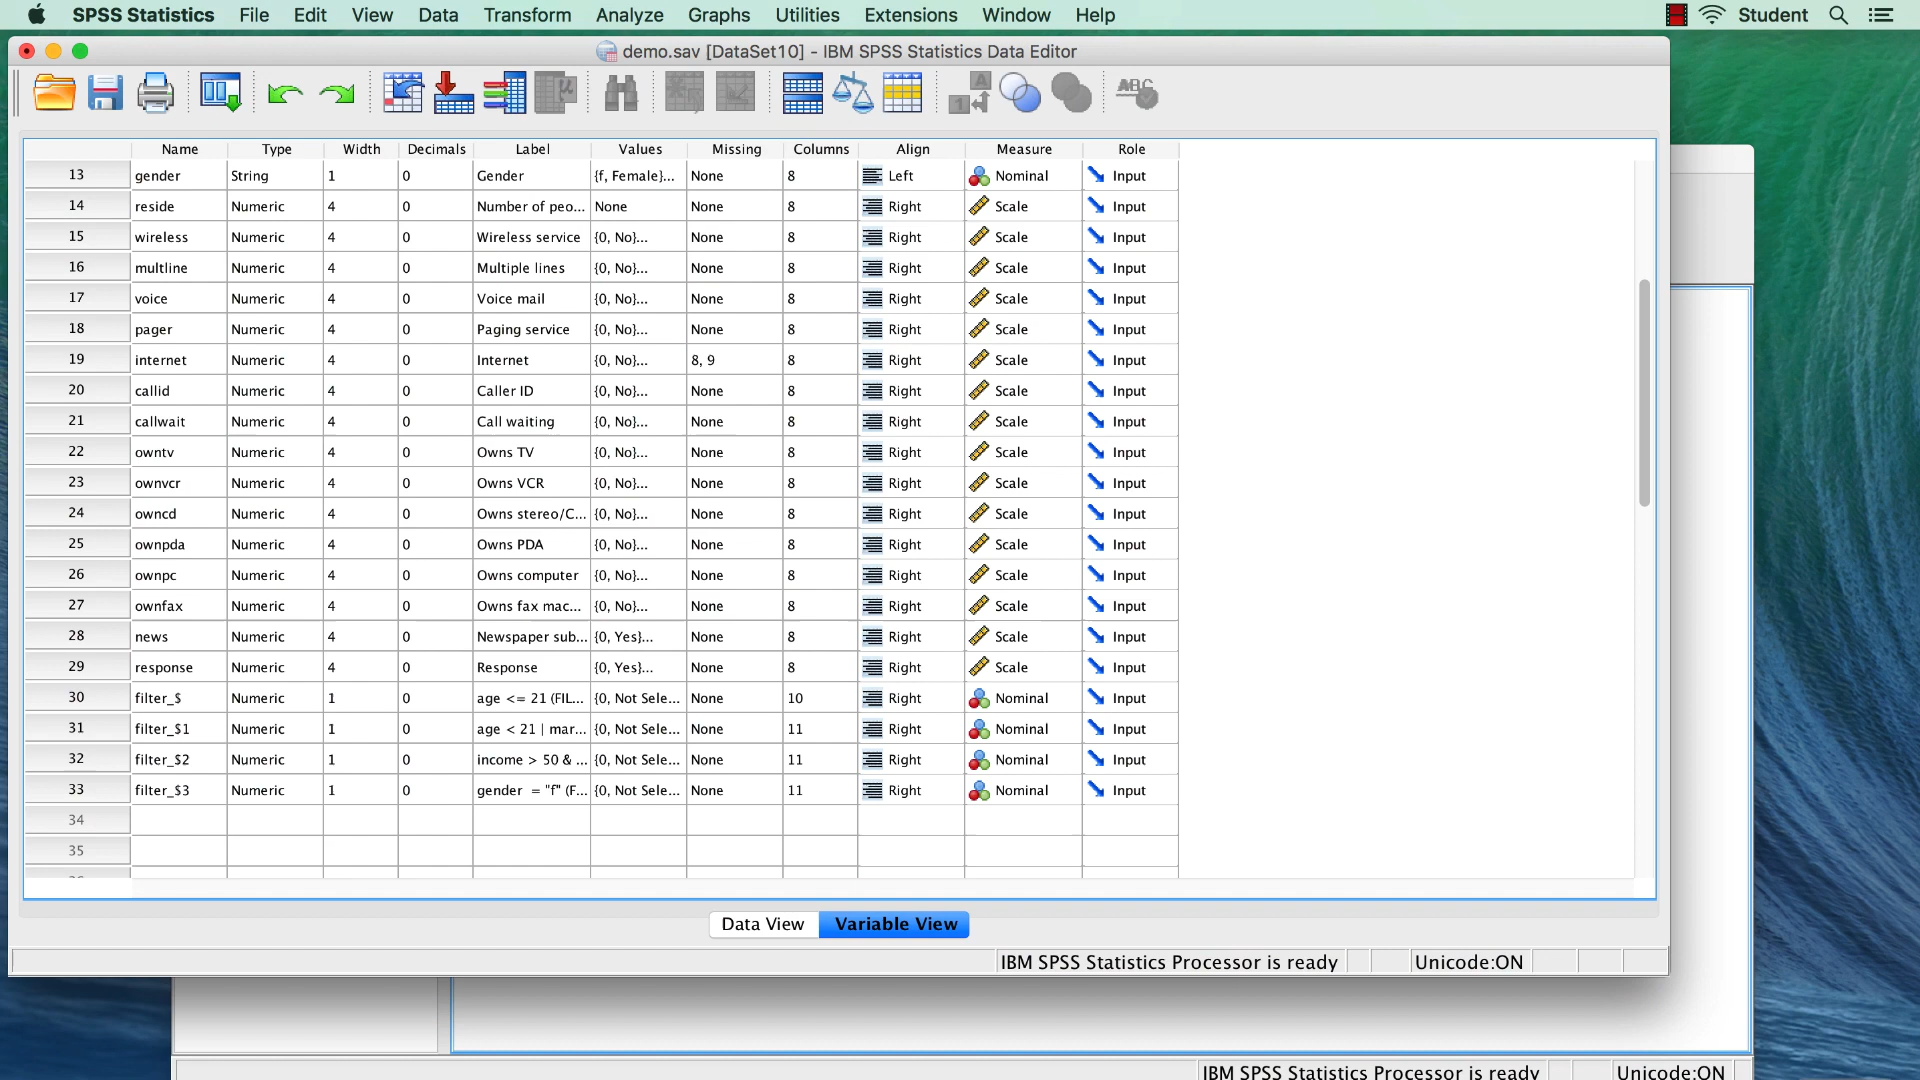 SPSS Statistics File Edit View Data Transform Analyze Graphs Utilities Extensions Window Help Student
demo.sav [DataSet10] - IBM SPSS Statistics Data Editor
Name Type Width Decimals Label Values Missing Columns Align Measure Role
13 gender String 1 0 Gender {f, Female}... None 8 Left Nominal Input
14 reside Numeric 4 0 Number of peo... None None 8 Right Scale Input
15 wireless Numeric 4 0 Wireless service {0, No}... None 8 Right Scale Input
16 multline Numeric 4 0 Multiple lines {0, No}... None 8 Right Scale Input
17 voice Numeric 4 0 Voice mail {0, No}... None 8 Right Scale Input
18 pager Numeric 4 0 Paging service {0, No}... None 8 Right Scale Input
19 internet Numeric 4 0 Internet {0, No}... 8, 9 8 Right Scale Input
20 callid Numeric 4 0 Caller ID {0, No}... None 8 Right Scale Input
21 callwait Numeric 4 0 Call waiting {0, No}... None 8 Right Scale Input
22 owntv Numeric 4 0 Owns TV {0, No}... None 8 Right Scale Input
23 ownvcr Numeric 4 0 Owns VCR {0, No}... None 8 Right Scale Input
24 owncd Numeric 4 0 Owns stereo/C... {0, No}... None 8 Right Scale Input
25 ownpda Numeric 4 0 Owns PDA {0, No}... None 8 Right Scale Input
26 ownpc Numeric 4 0 Owns computer {0, No}... None 8 Right Scale Input
27 ownfax Numeric 4 0 Owns fax mac... {0, No}... None 8 Right Scale Input
28 news Numeric 4 0 Newspaper sub... {0, Yes}... None 8 Right Scale Input
29 response Numeric 4 0 Response {0, Yes}... None 8 Right Scale Input
30 filter_$ Numeric 1 0 age <= 21 (FIL... {0, Not Sele... None 10 Right Nominal Input
31 filter_$1 Numeric 1 0 age < 21 | mar... {0, Not Sele... None 11 Right Nominal Input
32 filter_$2 Numeric 1 0 income > 50 & ... {0, Not Sele... None 11 Right Nominal Input
33 filter_$3 Numeric 1 0 gender = "f" (F... {0, Not Sele... None 11 Right Nominal Input
34
35
Data View Variable View
IBM SPSS Statistics Processor is ready Unicode:ON
IBM SPSS Statistics Processor is ready Unicode:ON